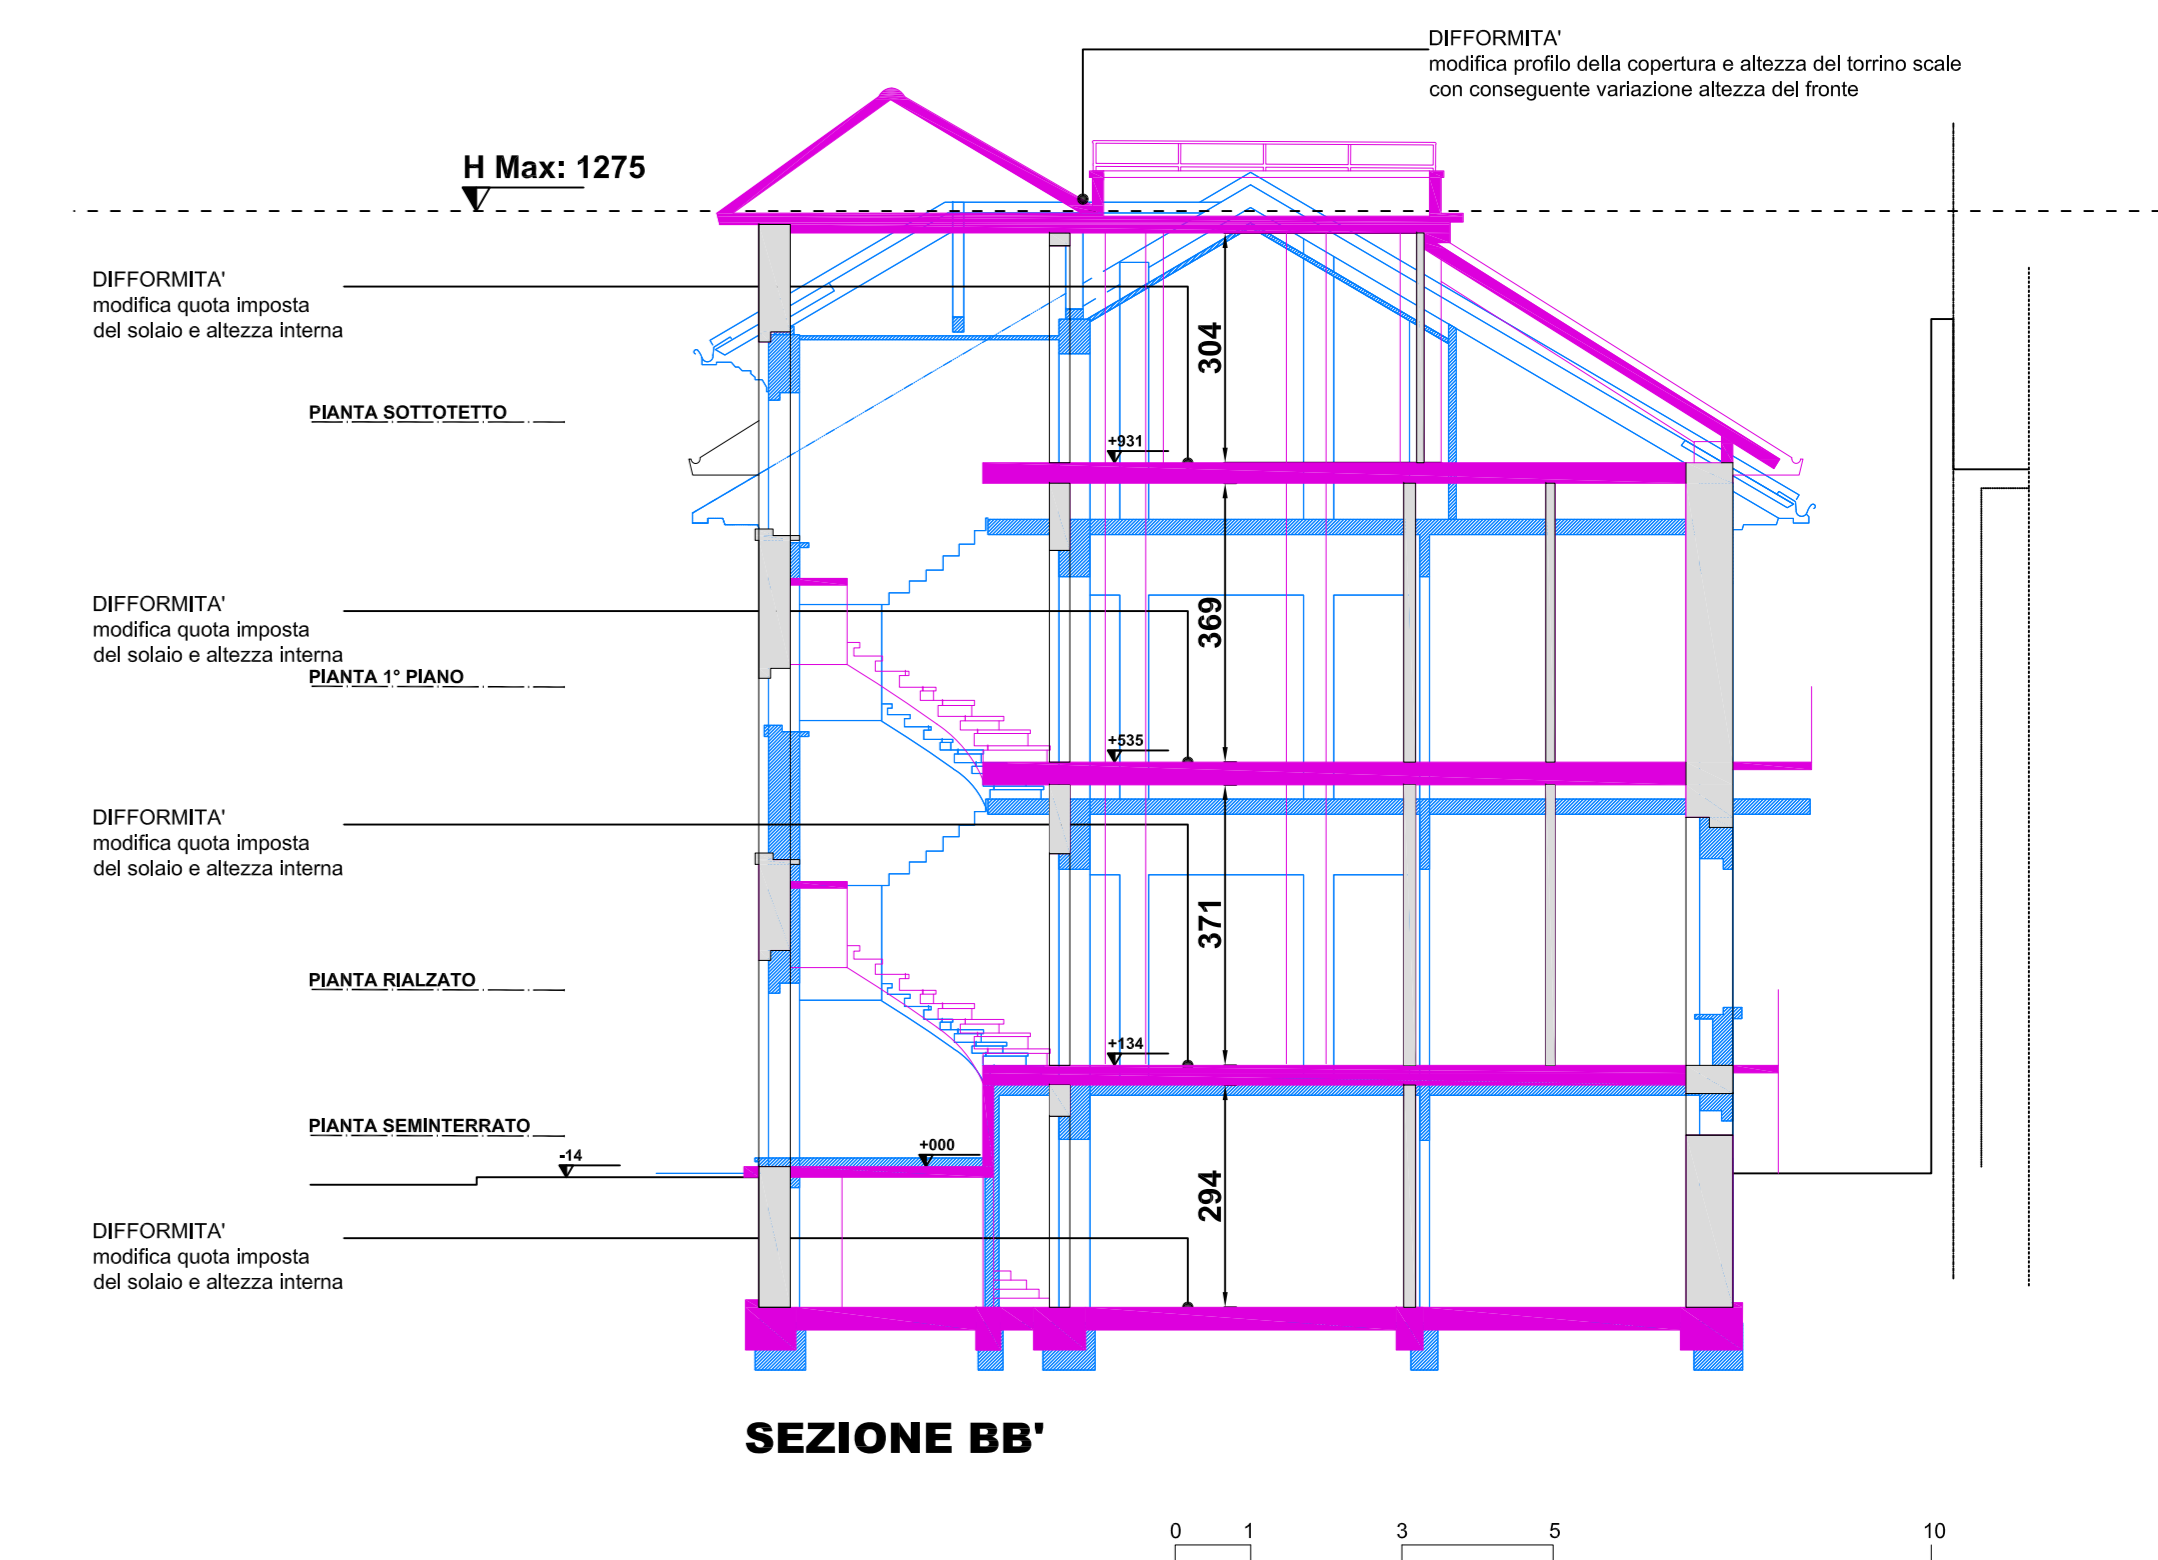 DIFFORMITA'
modifica profilo della copertura e altezza del torrino scale
con conseguente variazione altezza del fronte
H Max: 1275
DIFFORMITA'
modifica quota imposta
del solaio e altezza interna
304
PIANTA SOTTOTETTO
+931
DIFFORMITA'
modifica quota imposta
del solaio e altezza interna
369
PIANTA 1° PIANO
+535
DIFFORMITA'
modifica quota imposta
del solaio e altezza interna
371
PIANTA RIALZATO
+134
PIANTA SEMINTERRATO
-14
+000
294
DIFFORMITA'
modifica quota imposta
del solaio e altezza interna
SEZIONE BB'
0 1 3 5 10